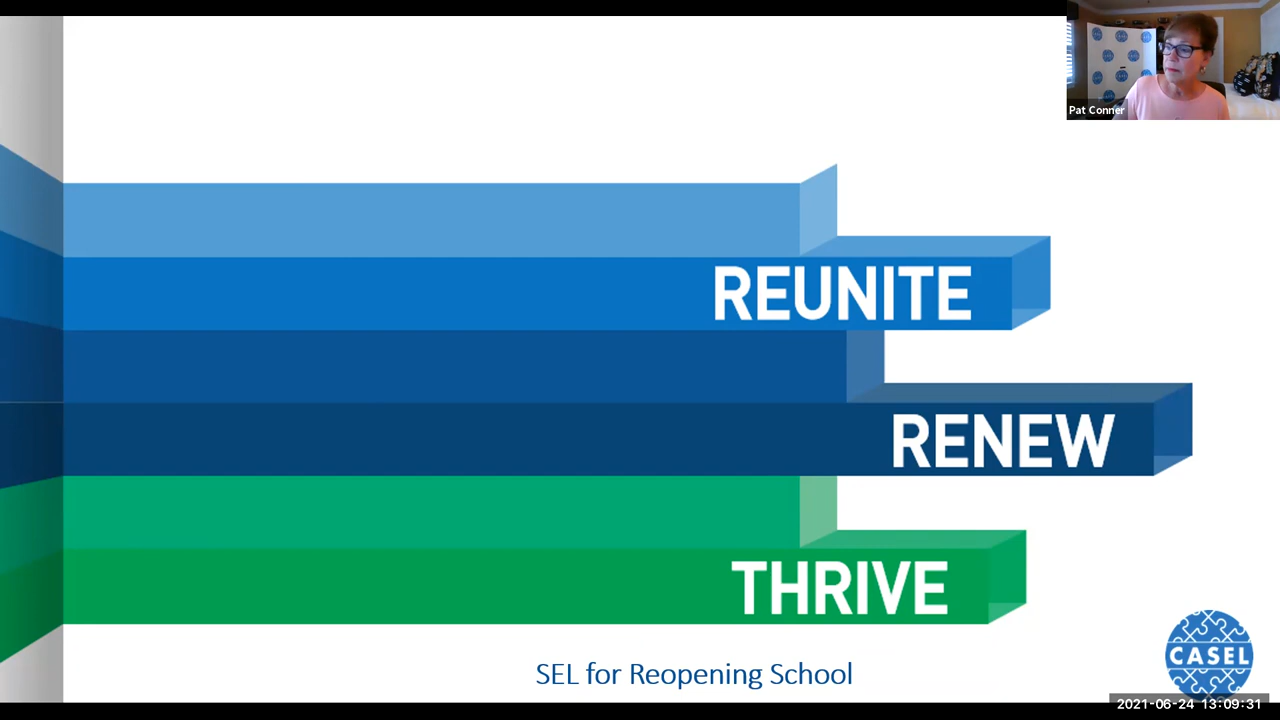 Pat Conner
REUNITE
RENEW
THRIVE
SEL for Reopening School
CASEL
2021-06-24 13:09:31